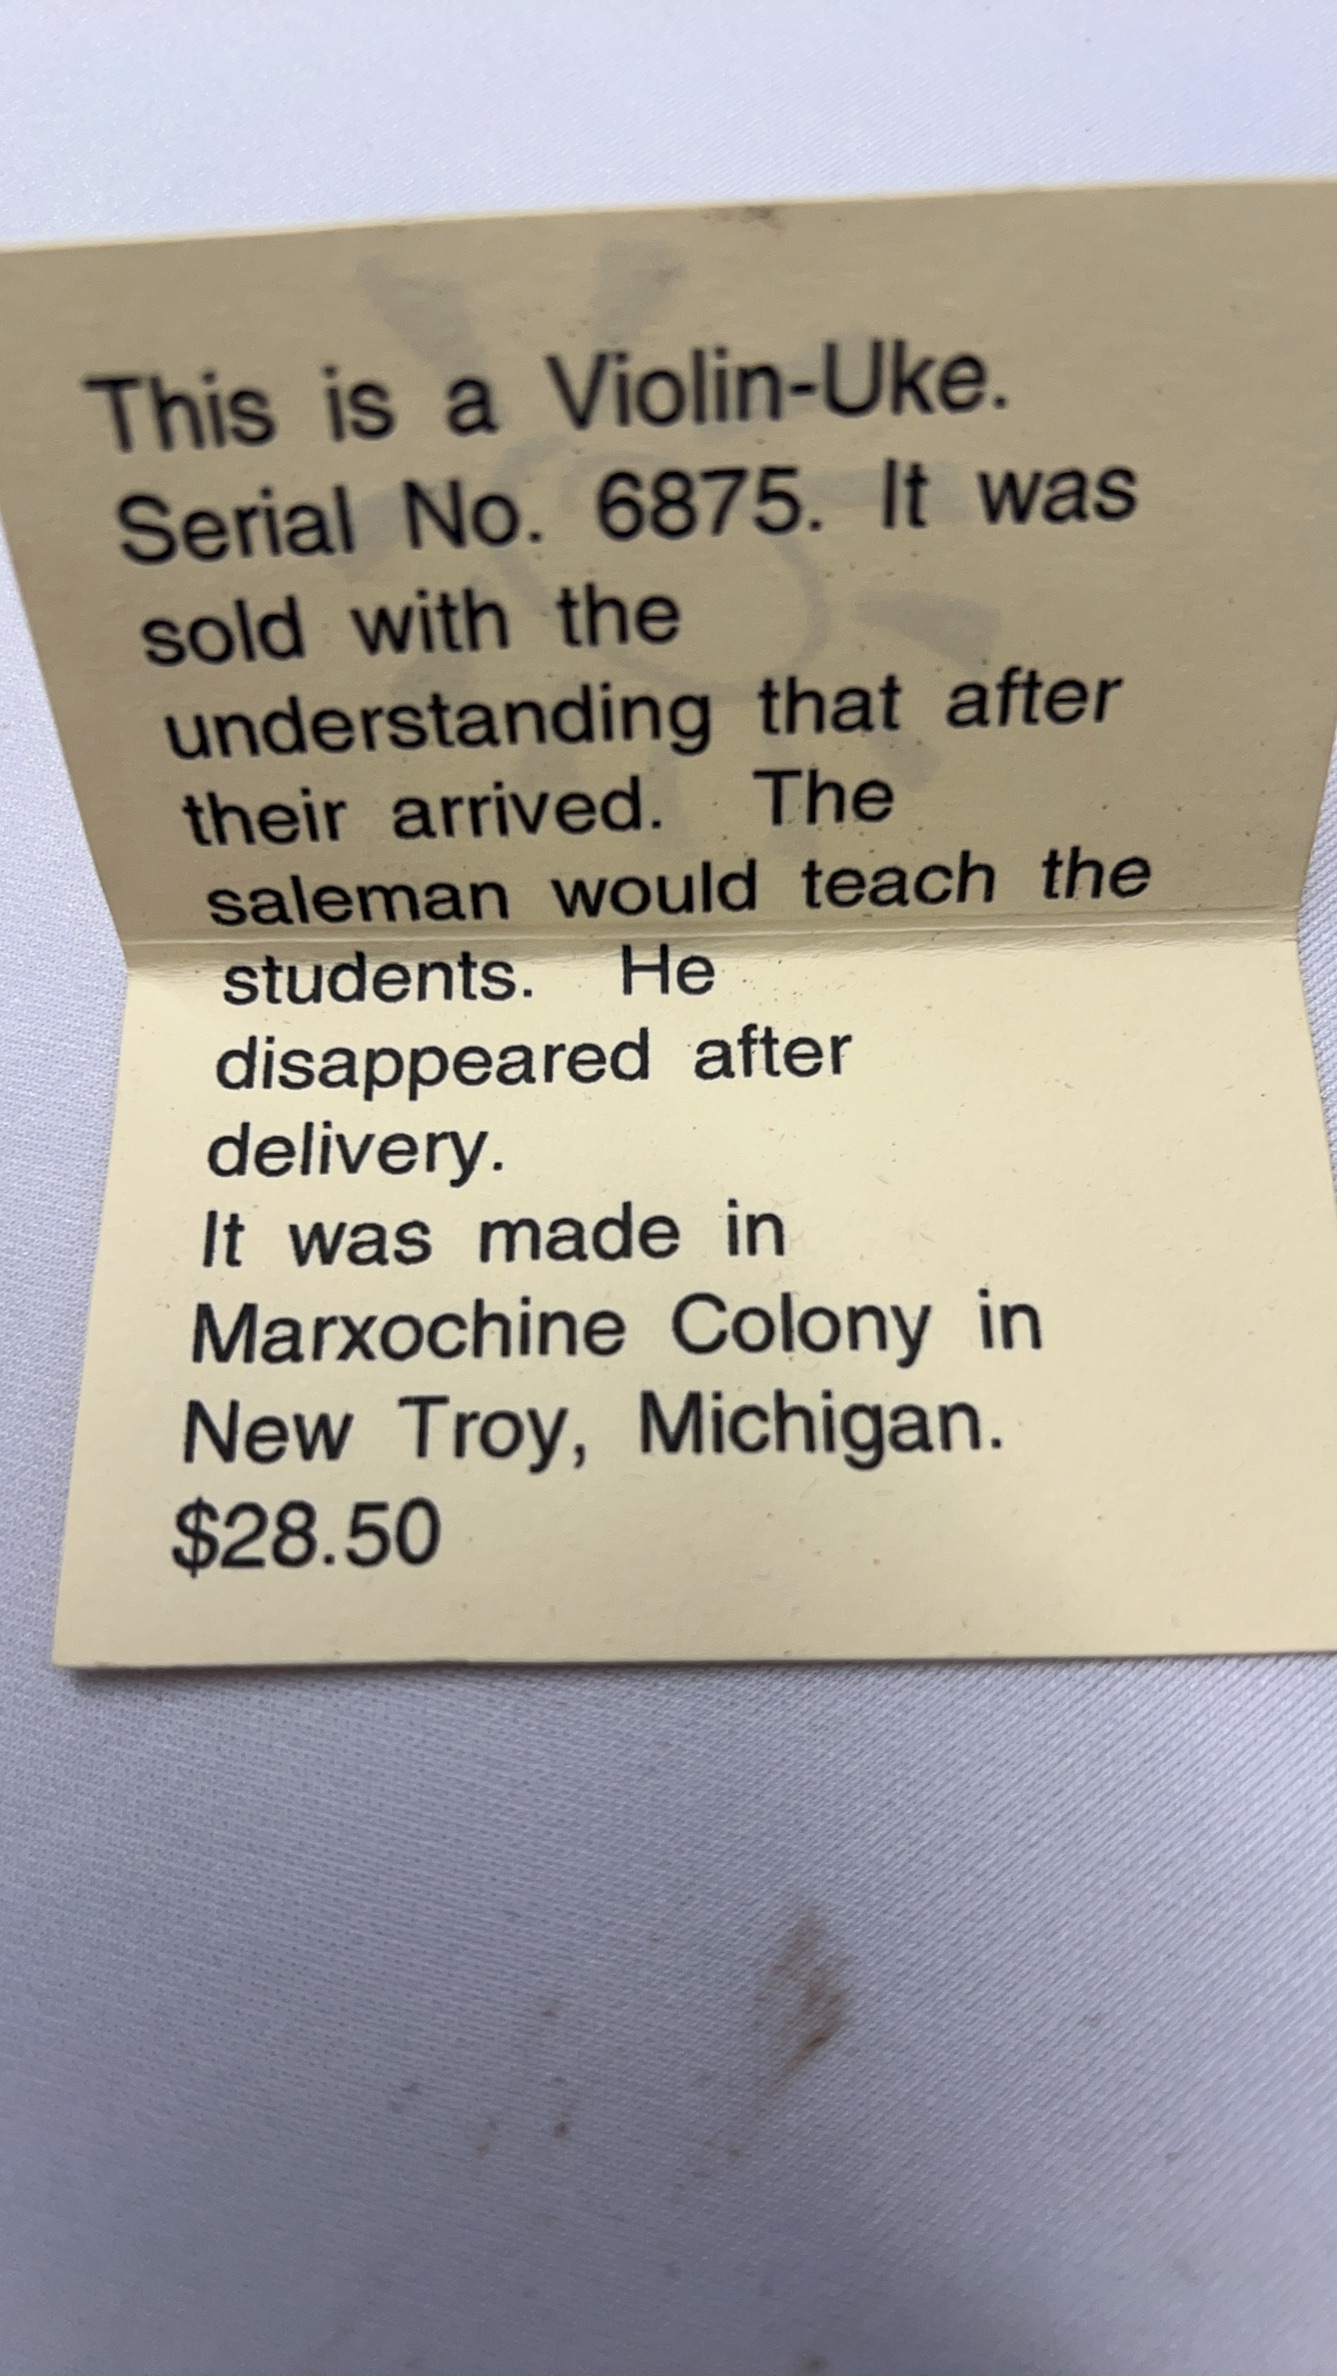 This is a Violin-Uke.
Serial No. 6875. It was
sold with the
understanding that after
their arrived. The
saleman would teach the
students. He
disappeared after
delivery.
It was made in
Marxochine Colony in
New Troy, Michigan.
$28.50